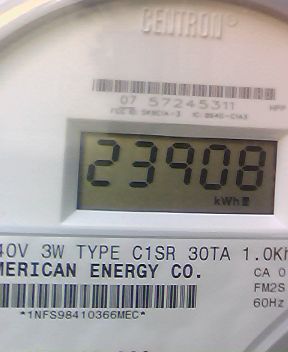 CENTRON
07 57245311
23908
kWh
40V 3W TYPE C1SR 30TA 1.0Kh
MERICAN ENERGY CO.
CA 0
FM2S
60Hz
*1NFS98410366MEC*